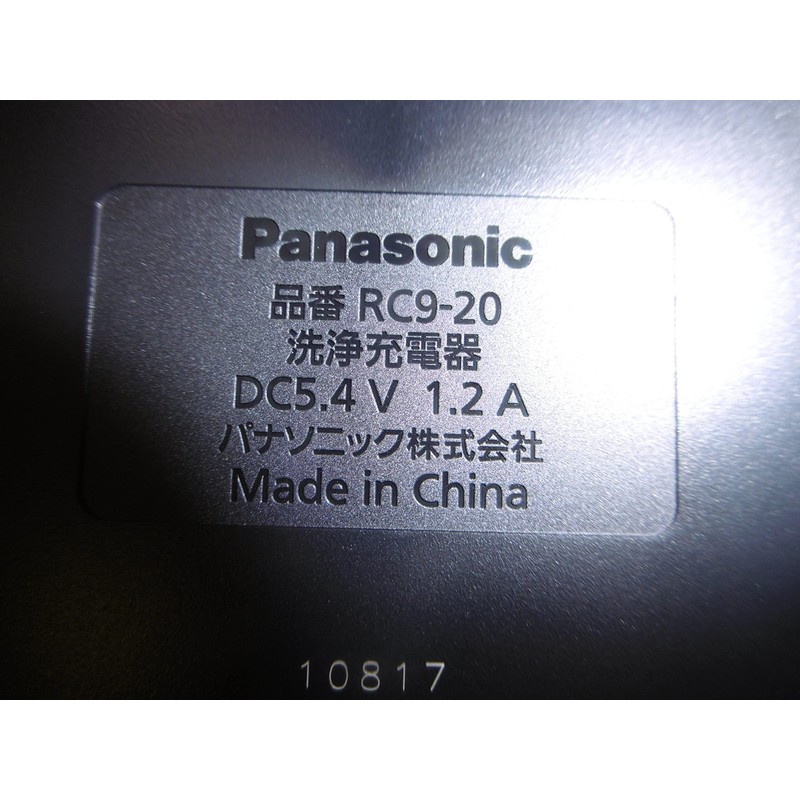 Panasonic
品番 RC9-20
洗浄充電器
DC5.4 V 1.2 A
パナソニック株式会社
Made in China
10817